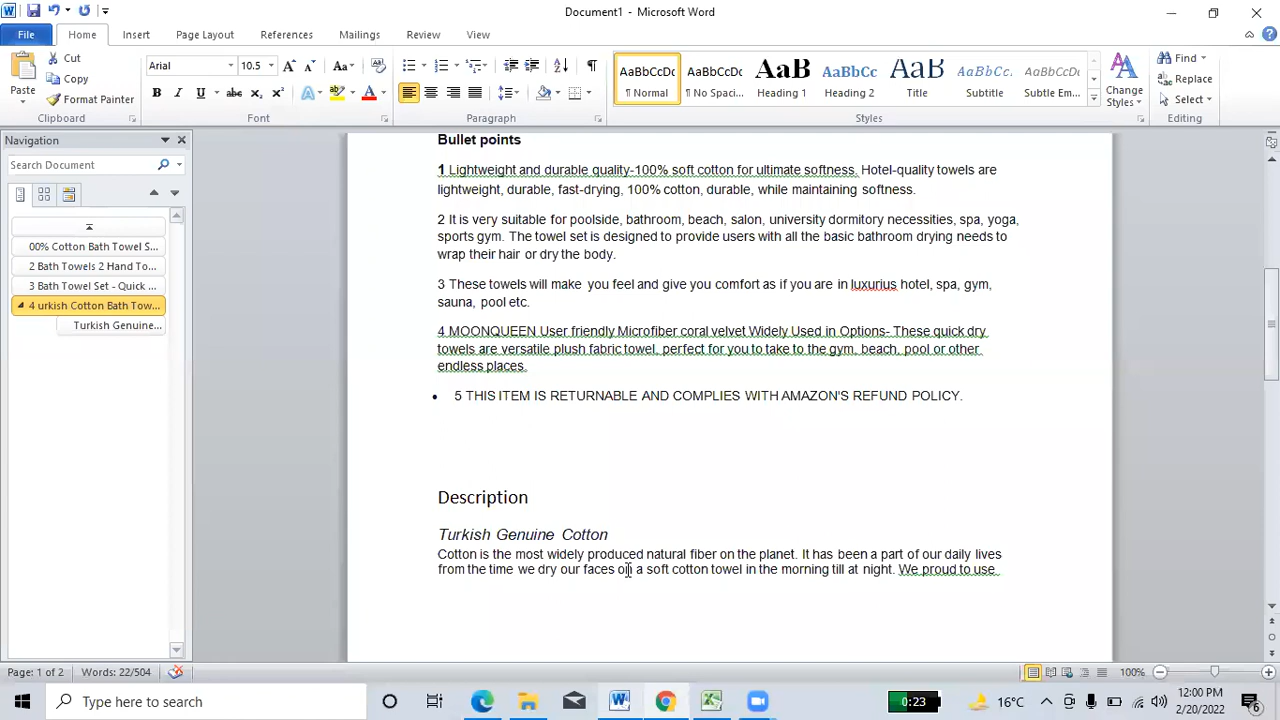 Document1 - Microsoft Word
File Home Insert Page Layout References Mailings Review View
Paste Cut Copy Format Painter
Arial 10.5
AaBbCcDc AaBbCcDc AaB AaBbCc AaB AaBbCc AaBbCcDc
¶ Normal ¶ No Spaci... Heading 1 Heading 2 Title Subtitle Subtle Em...
Change Styles
Find
Replace
Select
Clipboard Font Paragraph Styles Editing
Navigation
Search Document
00% Cotton Bath Towel S...
2 Bath Towels 2 Hand To...
3 Bath Towel Set - Quick ...
4 urkish Cotton Bath Tow...
Turkish Genuine...
Bullet points
1 Lightweight and durable quality-100% soft cotton for ultimate softness. Hotel-quality towels are
lightweight, durable, fast-drying, 100% cotton, durable, while maintaining softness.
2 It is very suitable for poolside, bathroom, beach, salon, university dormitory necessities, spa, yoga,
sports gym. The towel set is designed to provide users with all the basic bathroom drying needs to
wrap their hair or dry the body.
3 These towels will make you feel and give you comfort as if you are in luxurius hotel, spa, gym,
sauna, pool etc.
4 MOONQUEEN User friendly Microfiber coral velvet Widely Used in Options- These quick dry
towels are versatile plush fabric towel, perfect for you to take to the gym, beach, pool or other
endless places.
• 5 THIS ITEM IS RETURNABLE AND COMPLIES WITH AMAZON'S REFUND POLICY.
Description
Turkish Genuine Cotton
Cotton is the most widely produced natural fiber on the planet. It has been a part of our daily lives
from the time we dry our faces on a soft cotton towel in the morning till at night. We proud to use
Page: 1 of 2 Words: 22/504 100%
Type here to search
0:23 16°C
12:00 PM
2/20/2022
6